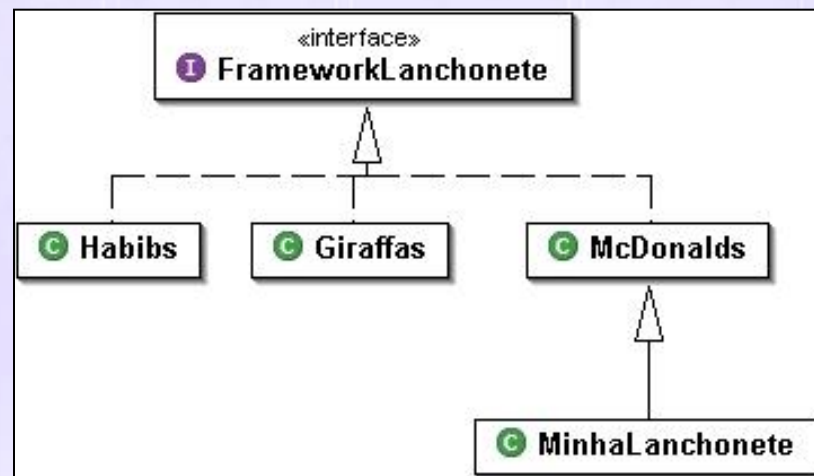 «interface»
I FrameworkLanchonete
C Habibs
C Giraffas
C McDonalds
C MinhaLanchonete